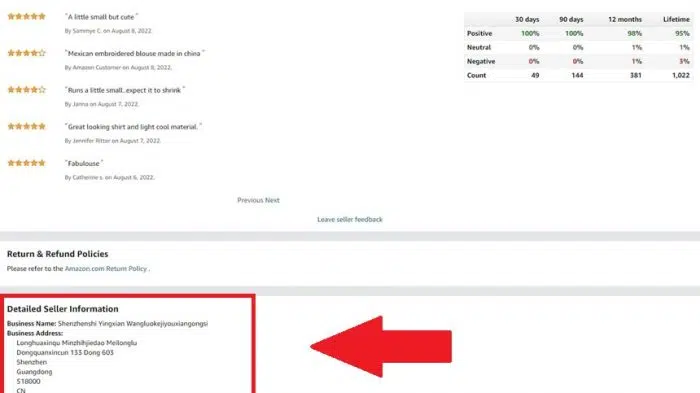 "A little small but cute"
By Sammye C. on August 8, 2022.
"Mexican embroidered blouse made in china"
By Amazon Customer on August 8, 2022.
"Runs a little small..expect it to shrink"
By Janna on August 7, 2022.
"Great looking shirt and light cool material."
By Jennifer Ritter on August 7, 2022.
"Fabulouse"
By Catherine s. on August 6, 2022.
Previous Next
Leave seller feedback
30 days 90 days 12 months Lifetime
Positive 100% 100% 98% 95%
Neutral 0% 0% 1% 1%
Negative 0% 0% 1% 3%
Count 49 144 381 1,022
Return & Refund Policies
Please refer to the Amazon.com Return Policy .
Detailed Seller Information
Business Name: Shenzhenshi Yingxian Wangluokejiyouxiangongsi
Business Address:
Longhuaxinqu Minzhihjiedao Meilonglu
Dongquanxincun 133 Dong 603
Shenzhen
Guangdong
518000
CN